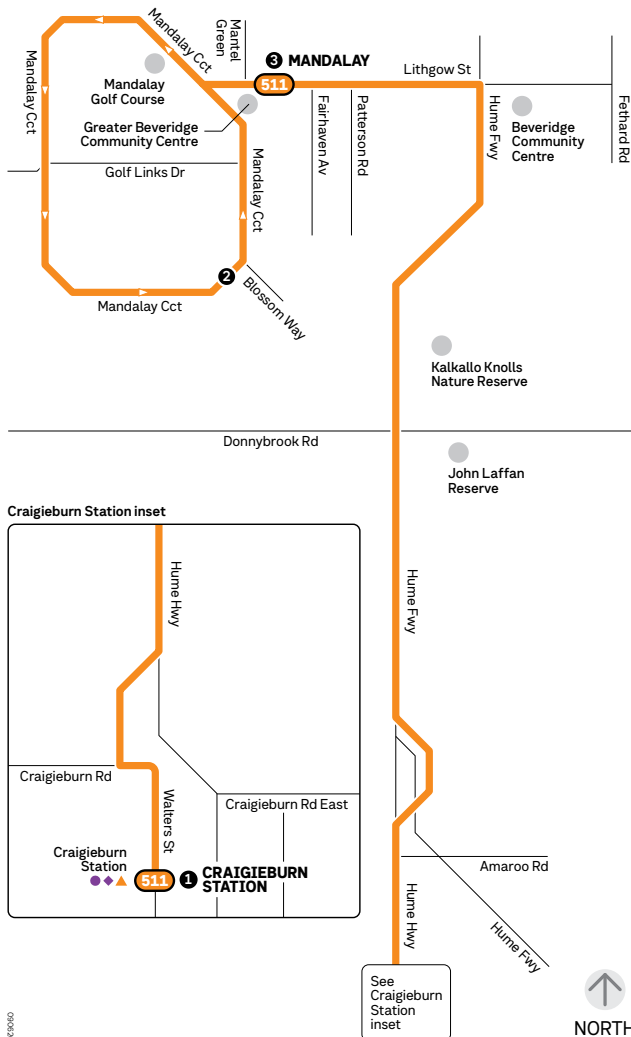 Mandalay Cct
Mantel
Green
3 MANDALAY
511
Lithgow St
Mandalay Cct
Mandalay
Golf Course
Greater Beveridge
Community Centre
Fairhaven Av
Patterson Rd
Hume Fwy
Beveridge
Community
Centre
Fethard Rd
Golf Links Dr
Mandalay Cct
2
Blossom Way
Mandalay Cct
Kalkallo Knolls
Nature Reserve
Donnybrook Rd
John Laffan
Reserve
Craigieburn Station inset
Hume Hwy
Hume Fwy
Craigieburn Rd
Walters St
Craigieburn Rd East
Craigieburn
Station
511
1 CRAIGIEBURN
STATION
Amaroo Rd
Hume Hwy
Hume Fwy
See
Craigieburn
Station
inset
NORTH
090624